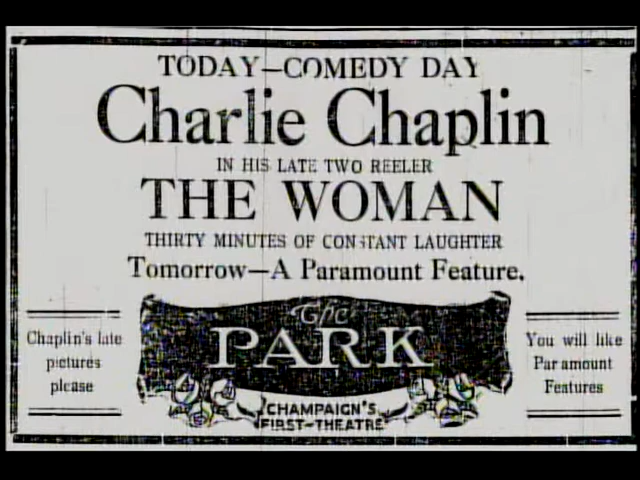 TODAY—COMEDY DAY
Charlie Chaplin
IN HIS LATE TWO REELER
THE WOMAN
THIRTY MINUTES OF CONSTANT LAUGHTER
Tomorrow—A Paramount Feature.
The
PARK
CHAMPAIGN'S
FIRST-THEATRE
Chaplin's late
pictures
please
You will like
Paramount
Features